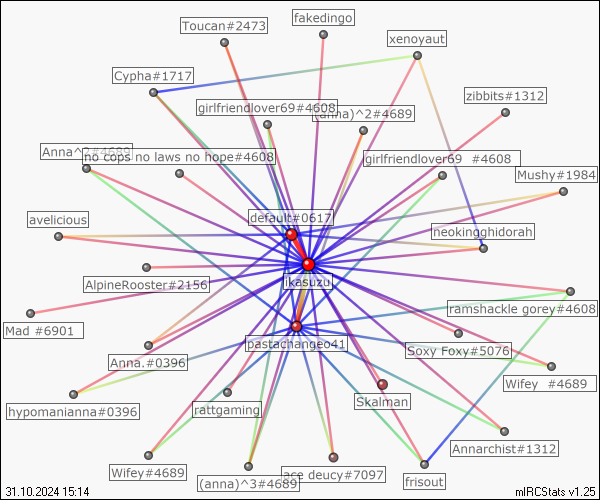 fakedingo
Toucan#2473
xenoyaut
Cypha#1717
zibbits#1312
girlfriendlover69#4608
(anna)^2#4689
Anna^2#4689
no cops no laws no hope#4608
girlfriendlover69 #4608
Mushy#1984
default#0617
avelicious
neokingghidorah
ikasuzu
AlpineRooster#2156
ramshackle gorey#4608
Mad #6901
pastachangeo41
Soxy Foxy#5076
Anna.#0396
Wifey #4689
Skalman
hypomanianna#0396
rattgaming
Annarchist#1312
Wifey#4689
ace deucy#7097
(anna)^3#4689
frisout
31.10.2024 15:14
mIRCStats v1.25